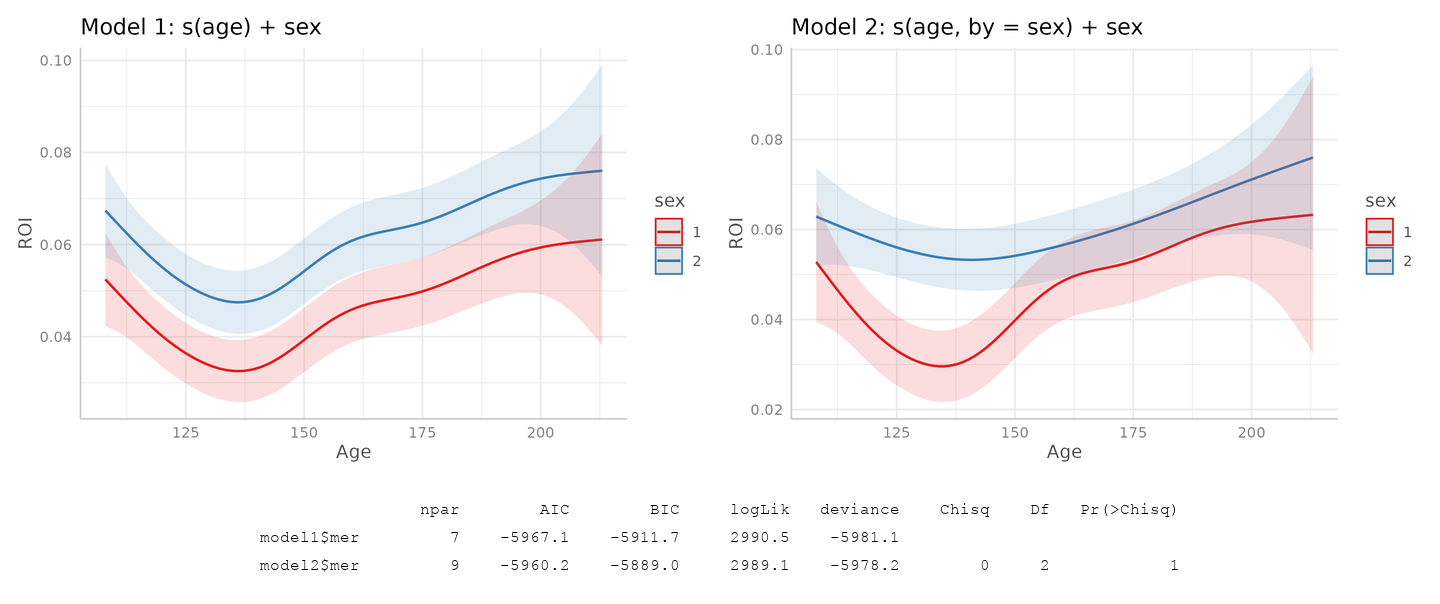 Model 1: s(age) + sex
0.10
0.08
0.06
0.04
ROI
125 150 175 200
Age
sex
1
2
Model 2: s(age, by = sex) + sex
0.10
0.08
0.06
0.04
0.02
ROI
125 150 175 200
Age
sex
1
2
npar AIC BIC logLik deviance Chisq Df Pr(>Chisq)
model1$mer 7 -5967.1 -5911.7 2990.5 -5981.1
model2$mer 9 -5960.2 -5889.0 2989.1 -5978.2 0 2 1